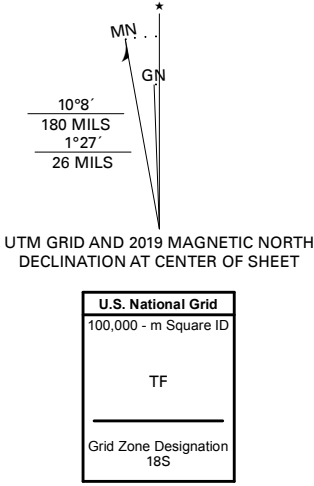 ★
MN
GN
10°8´
180 MILS
1°27´
26 MILS
UTM GRID AND 2019 MAGNETIC NORTH
DECLINATION AT CENTER OF SHEET
U.S. National Grid
100,000 - m Square ID
TF
Grid Zone Designation
18S